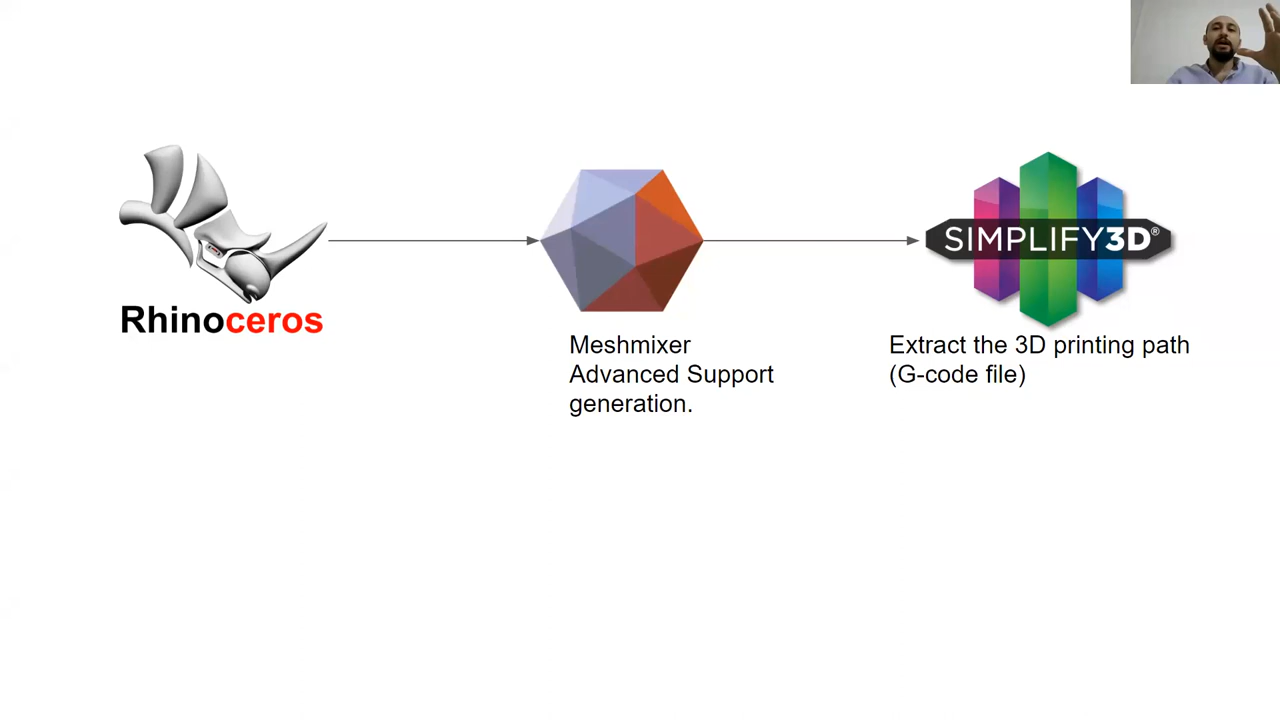 Rhinoceros
SIMPLIFY3D®
Meshmixer
Advanced Support
generation.
Extract the 3D printing path
(G-code file)